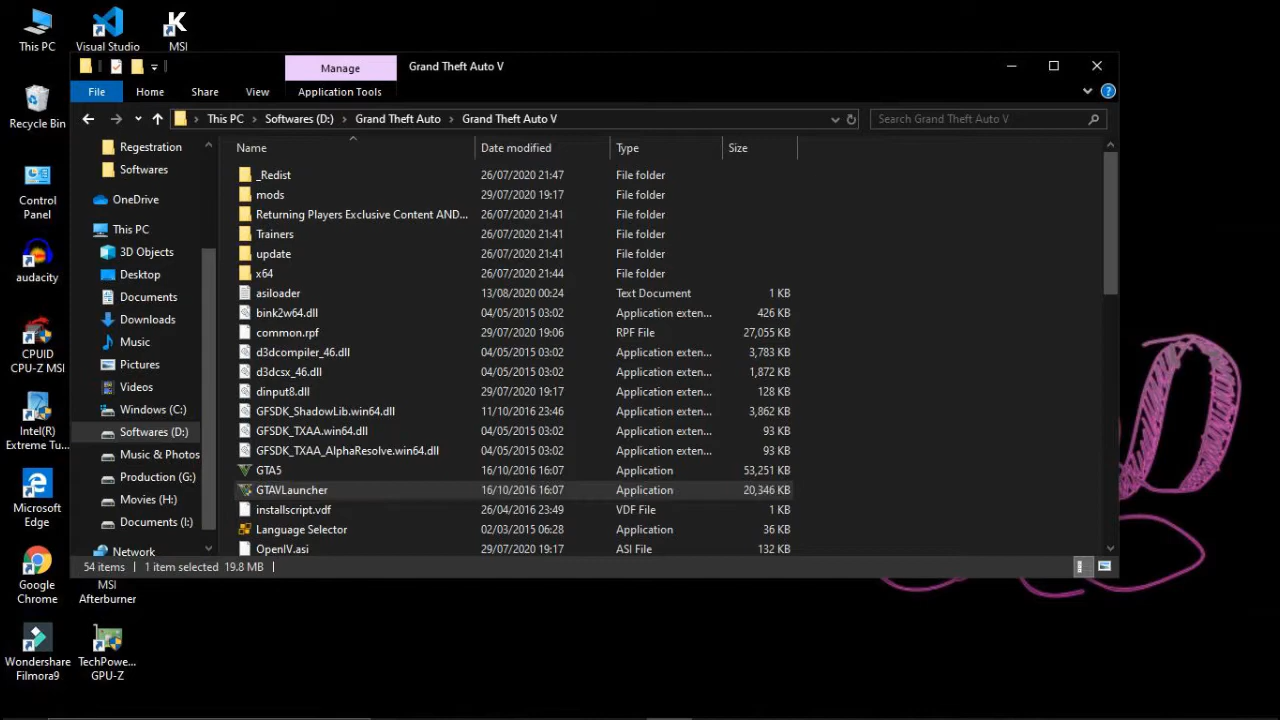 This PC
Visual Studio
MSI
Recycle Bin
Control
Panel
audacity
CPUID
CPU-Z MSI
Intel(R)
Extreme Tu...
Microsoft
Edge
Google
Chrome
MSI
Afterburner
Wondershare
Filmora9
TechPowe...
GPU-Z
Manage
Grand Theft Auto V
File
Home
Share
View
Application Tools
This PC
Softwares (D:)
Grand Theft Auto
Grand Theft Auto V
Search Grand Theft Auto V
Regestration
Softwares
OneDrive
This PC
3D Objects
Desktop
Documents
Downloads
Music
Pictures
Videos
Windows (C:)
Softwares (D:)
Music & Photos
Production (G:)
Movies (H:)
Documents (I:)
Network
Name Date modified Type Size
_Redist 26/07/2020 21:47 File folder
mods 29/07/2020 19:17 File folder
Returning Players Exclusive Content AND... 26/07/2020 21:41 File folder
Trainers 26/07/2020 21:41 File folder
update 26/07/2020 21:41 File folder
x64 26/07/2020 21:44 File folder
asiloader 13/08/2020 00:24 Text Document 1 KB
bink2w64.dll 04/05/2015 03:02 Application exten... 426 KB
common.rpf 29/07/2020 19:06 RPF File 27,055 KB
d3dcompiler_46.dll 04/05/2015 03:02 Application exten... 3,783 KB
d3dcsx_46.dll 04/05/2015 03:02 Application exten... 1,872 KB
dinput8.dll 29/07/2020 19:17 Application exten... 128 KB
GFSDK_ShadowLib.win64.dll 11/10/2016 23:46 Application exten... 3,862 KB
GFSDK_TXAA.win64.dll 04/05/2015 03:02 Application exten... 93 KB
GFSDK_TXAA_AlphaResolve.win64.dll 04/05/2015 03:02 Application exten... 93 KB
GTA5 16/10/2016 16:07 Application 53,251 KB
GTAVLauncher 16/10/2016 16:07 Application 20,346 KB
installscript.vdf 26/04/2016 23:49 VDF File 1 KB
Language Selector 02/03/2015 06:28 Application 36 KB
OpenIV.asi 29/07/2020 19:17 ASI File 132 KB
54 items
1 item selected 19.8 MB